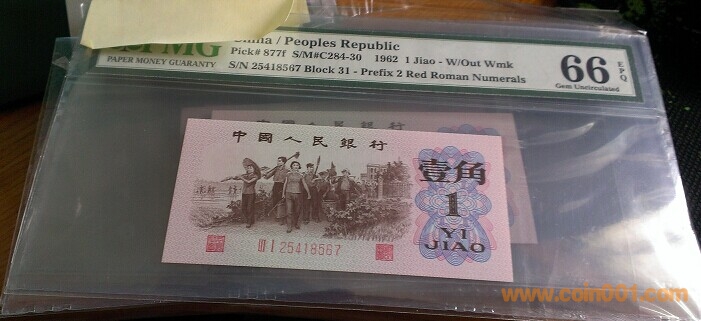 PMG
PAPER MONEY GUARANTY
China / Peoples Republic
Pick# 877f S/M#C284-30 1962 1 Jiao - W/Out Wmk
S/N 25418567 Block 31 - Prefix 2 Red Roman Numerals
66 EPQ
Gem Uncirculated
中國人民銀行
壹角
1
YI
JIAO
III I 25418567
www.coin001.com